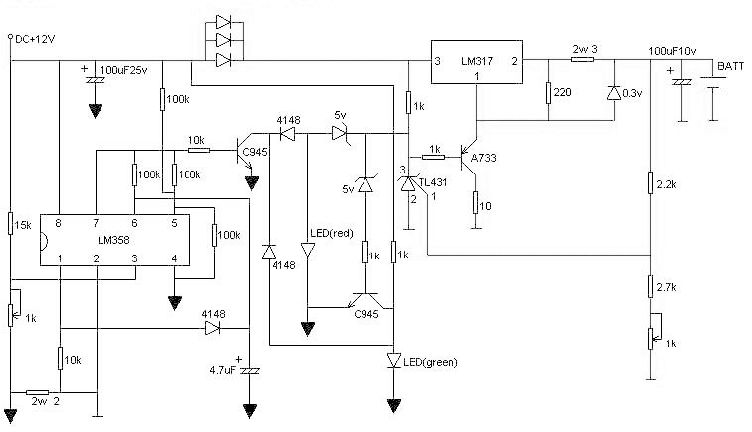 DC+12V
+
100uF25v
100k
3
LM317
2
1
2w 3
100uF10v
+
BATT
220
0.3v
1k
4148
5v
10k
C945
100k
100k
5v
1k
A733
3
TL431
2
1
10
2.2k
8
7
6
5
LM358
1
2
3
4
15k
100k
LED(red)
4148
1k
1k
C945
2.7k
1k
4148
1k
10k
+
4.7uF
LED(green)
2w 2